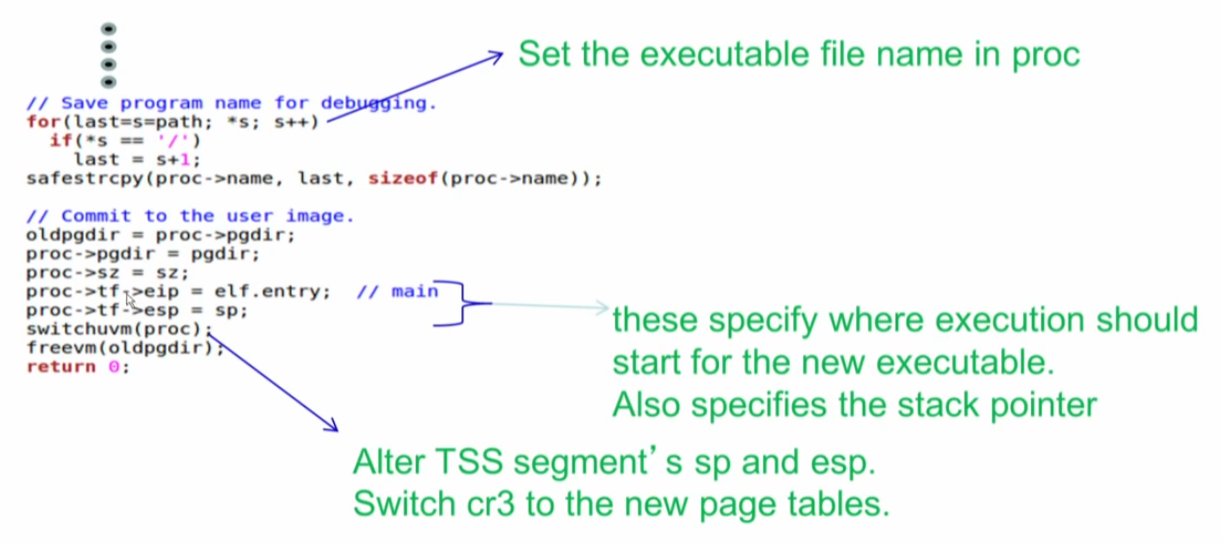 Set the executable file name in proc
// Save program name for debugging.
for(last=s=path; *s; s++)
if(*s == '/')
last = s+1;
safestrcpy(proc->name, last, sizeof(proc->name));
// Commit to the user image.
oldpgdir = proc->pgdir;
proc->pgdir = pgdir;
proc->sz = sz;
proc->tf->eip = elf.entry; // main
proc->tf->esp = sp;
switchuvm(proc);
freevm(oldpgdir);
return 0;
these specify where execution should
start for the new executable.
Also specifies the stack pointer
Alter TSS segment's sp and esp.
Switch cr3 to the new page tables.